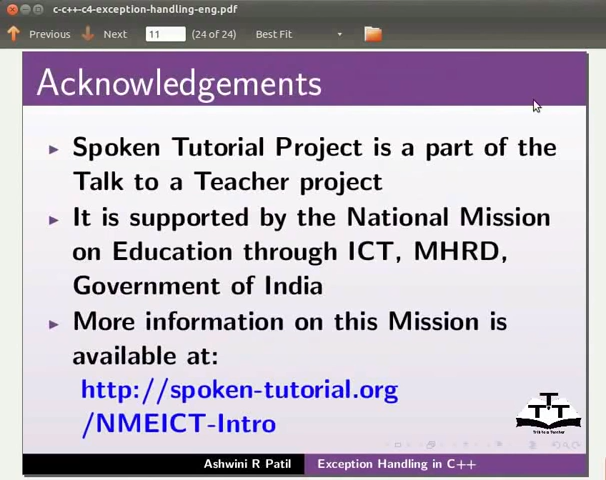 c-c++-c4-exception-handling-eng.pdf
Previous Next 11 (24 of 24) Best Fit
Acknowledgements
Spoken Tutorial Project is a part of the
Talk to a Teacher project
It is supported by the National Mission
on Education through ICT, MHRD,
Government of India
More information on this Mission is
available at:
http://spoken-tutorial.org
/NMEICT-Intro
Ashwini R Patil Exception Handling in C++